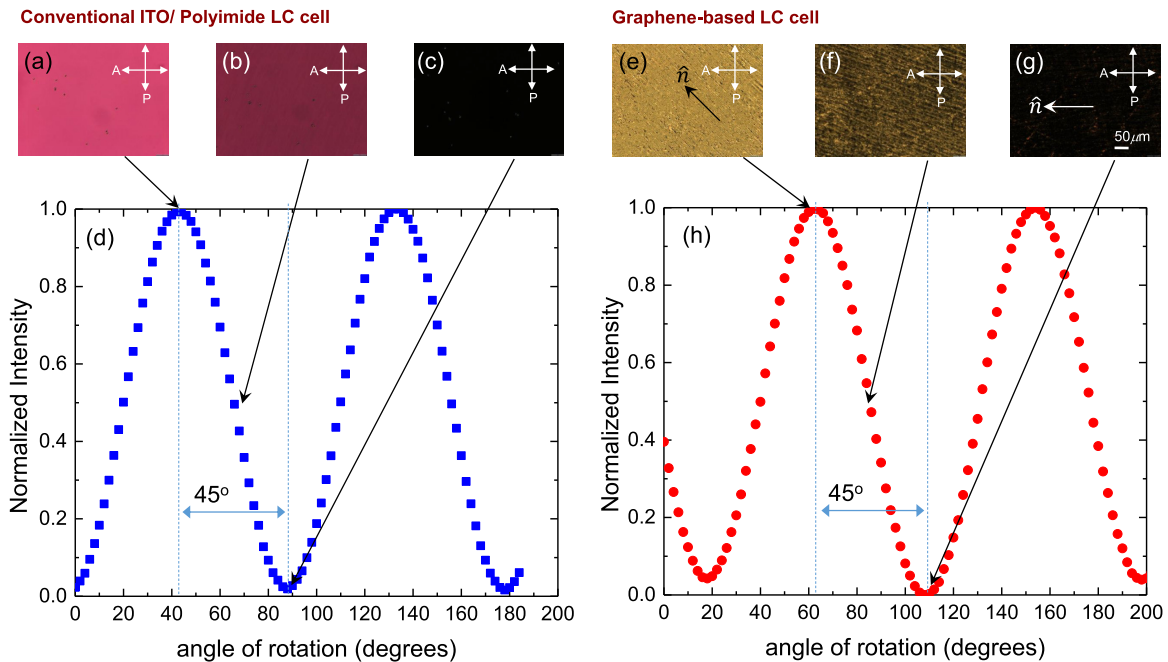 Conventional ITO/ Polyimide LC cell
Graphene-based LC cell
(a)
A
P
(b)
A
P
(c)
A
P
(e)
n̂
A
P
(f)
A
P
(g)
n̂
A
P
50μm
(d)
45°
1.0
0.8
0.6
0.4
0.2
0.0
0 20 40 60 80 100 120 140 160 180 200
Normalized Intensity
angle of rotation (degrees)
(h)
45°
1.0
0.8
0.6
0.4
0.2
0.0
0 20 40 60 80 100 120 140 160 180 200
Normalized Intensity
angle of rotation (degrees)